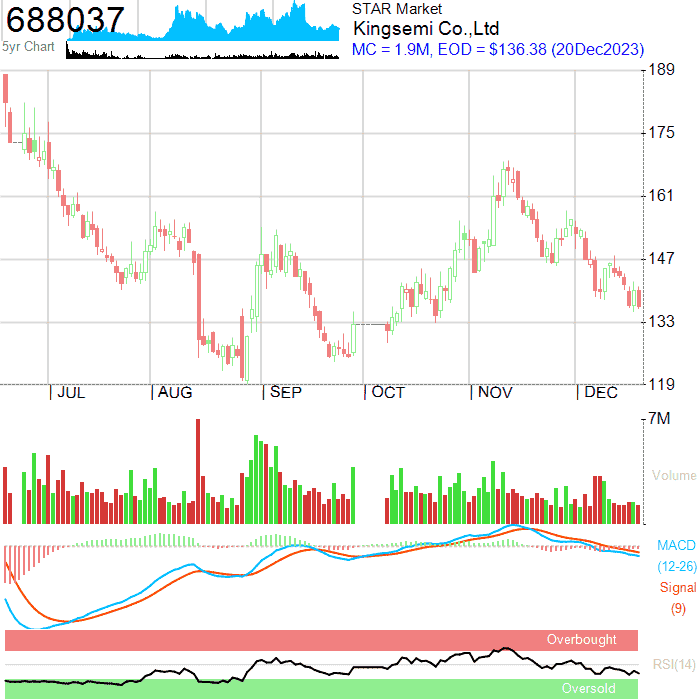 688037
5yr Chart
STAR Market
Kingsemi Co.,Ltd
MC = 1.9M, EOD = $136.38 (20Dec2023)
189
175
161
147
133
119
JUL AUG SEP OCT NOV DEC
7M
Volume
MACD
(12-26)
Signal
(9)
Overbought
RSI(14)
Oversold